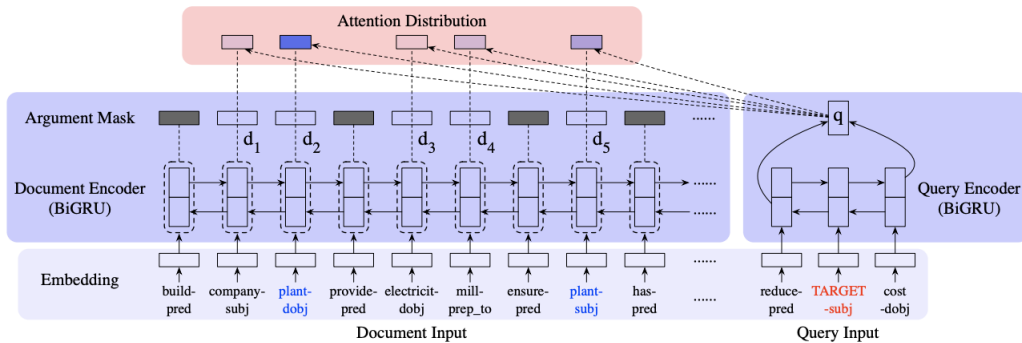 Attention Distribution
Argument Mask
d1 d2 d3 d4 d5 ......
q
Document Encoder
(BiGRU)
......
......
Query Encoder
(BiGRU)
Embedding
......
build-
pred
company-
subj
plant-
dobj
provide-
pred
electricit-
dobj
mill-
prep_to
ensure-
pred
plant-
subj
has-
pred
......
reduce-
pred
TARGET
-subj
cost
-dobj
Document Input
Query Input